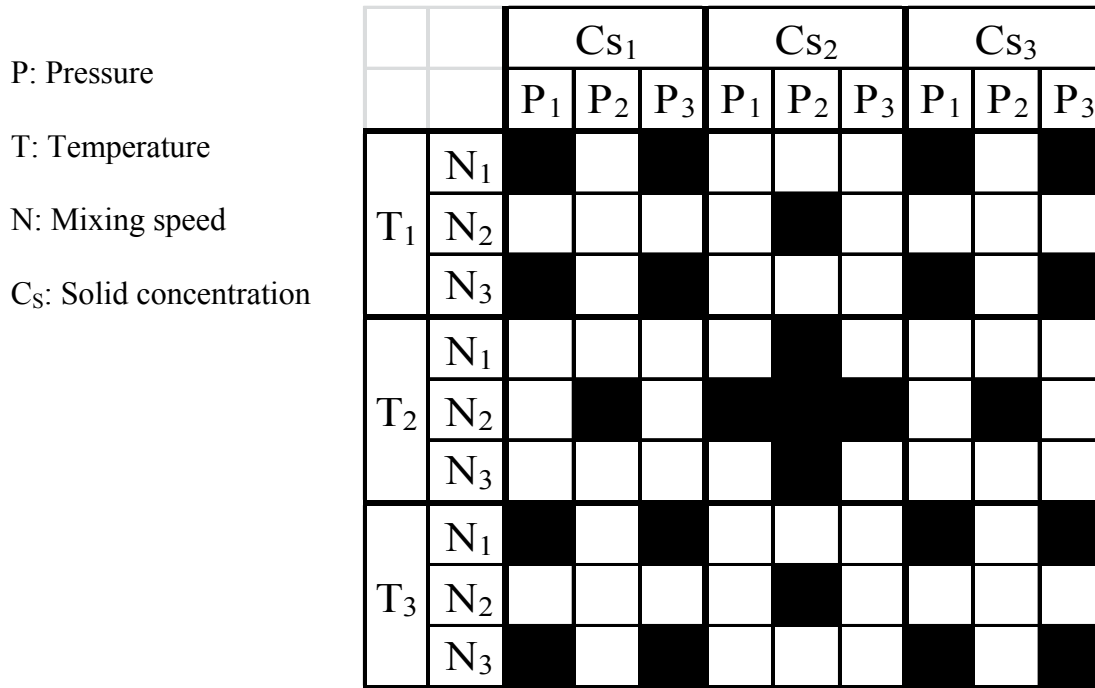 P: Pressure
T: Temperature
N: Mixing speed
Cₛ: Solid concentration
Cs₁ Cs₂ Cs₃
P₁ P₂ P₃ P₁ P₂ P₃ P₁ P₂ P₃
T₁
N₁
N₂
N₃
T₂
N₁
N₂
N₃
T₃
N₁
N₂
N₃